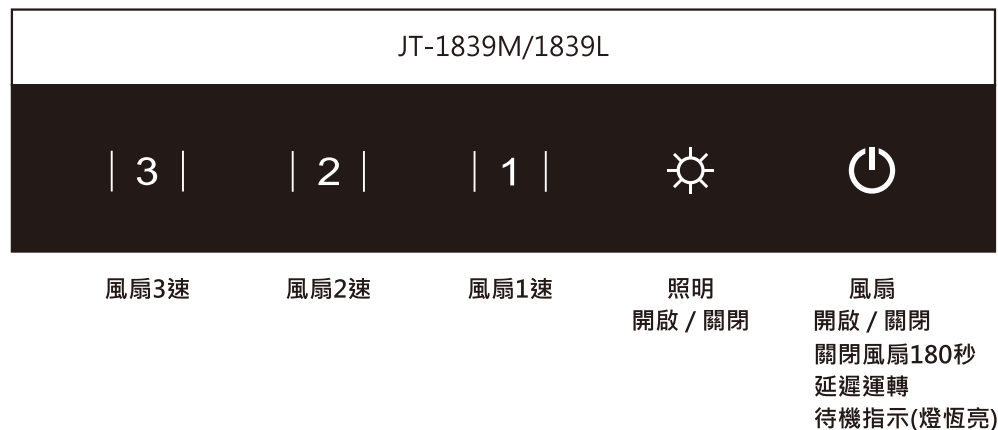 JT-1839M/1839L
3 2 1
風扇3速 風扇2速 風扇1速 照明 風扇
開啟 / 關閉 開啟 / 關閉
關閉風扇180秒
延遲運轉
待機指示(燈恆亮)